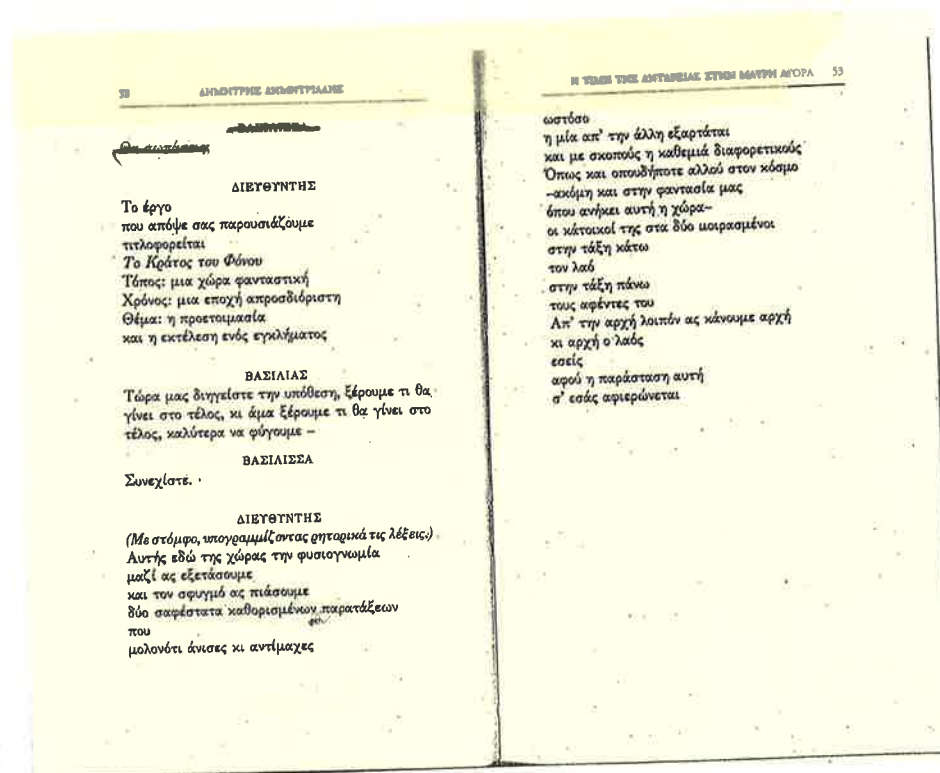 52 ΔΗΜΗΤΡΗΣ ΔΗΜΗΤΡΙΑΔΗΣ
ΒΑΣΙΛΙΣΣΑ
Θα σωπάσεις
ΔΙΕΥΘΥΝΤΗΣ
Το έργο
που απόψε σας παρουσιάζουμε
τιτλοφορείται
Το Κράτος του Φόνου
Τόπος: μια χώρα φανταστική
Χρόνος: μια εποχή απροσδιόριστη
Θέμα: η προετοιμασία
και η εκτέλεση ενός εγκλήματος
ΒΑΣΙΛΙΑΣ
Τώρα μας διηγείστε την υπόθεση, ξέρουμε τι θα
γίνει στο τέλος, κι άμα ξέρουμε τι θα γίνει στο
τέλος, καλύτερα να φύγουμε –
ΒΑΣΙΛΙΣΣΑ
Συνεχίστε.
ΔΙΕΥΘΥΝΤΗΣ
(Με στόμφο, υπογραμμίζοντας ρητορικά τις λέξεις.)
Αυτής εδώ της χώρας την φυσιογνωμία
μαζί ας εξετάσουμε
και τον σφυγμό ας πιάσουμε
δύο σαφέστατα καθορισμένων παρατάξεων
που
μολονότι άνισες κι αντίμαχες
Η ΤΙΜΗ ΤΗΣ ΑΝΤΑΡΣΙΑΣ ΣΤΗΝ ΜΑΥΡΗ ΑΓΟΡΑ 53
ωστόσο
η μία απ' την άλλη εξαρτάται
και με σκοπούς η καθεμιά διαφορετικούς
Όπως και οπουδήποτε αλλού στον κόσμο
–ακόμη και στην φαντασία μας
όπου ανήκει αυτή η χώρα–
οι κάτοικοί της στα δύο μοιρασμένοι
στην τάξη κάτω
τον λαό
στην τάξη πάνω
τους αφέντες του
Απ' την αρχή λοιπόν ας κάνουμε αρχή
κι αρχή ο λαός
εσείς
αφού η παράσταση αυτή
σ' εσάς αφιερώνεται